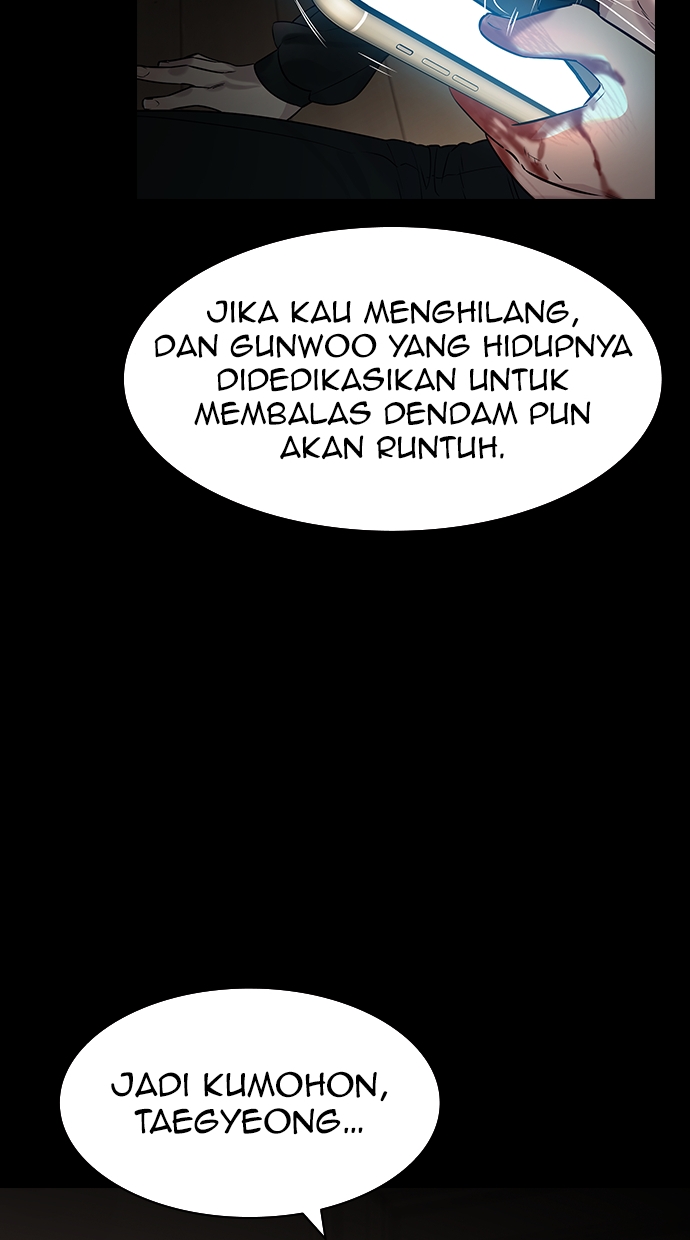 JIKA KAU MENGHILANG,
DAN GUNWOO YANG HIDUPNYA
DIDEDIKASIKAN UNTUK
MEMBALAS DENDAM PUN
AKAN RUNTUH.
JADI KUMOHON,
TAEGYEONG...